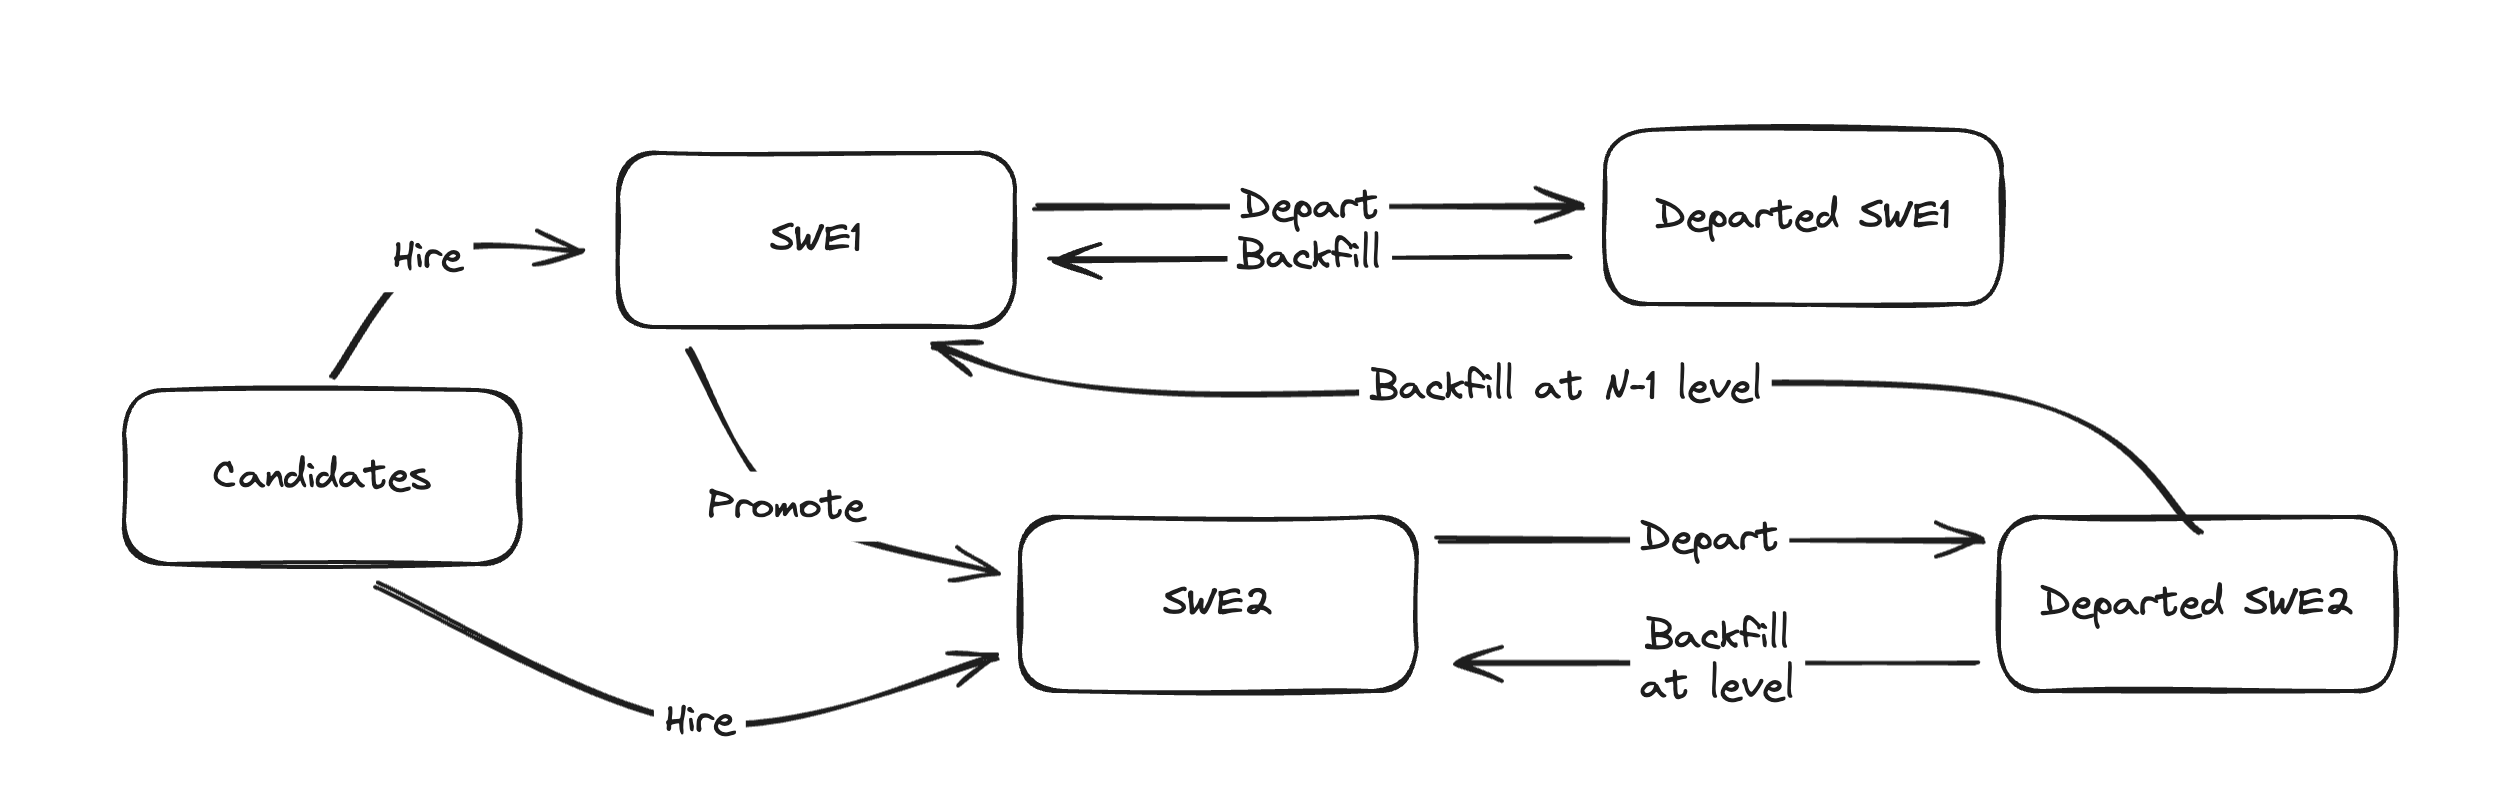 Depart
Departed SWE1
SWE1
Hire
Backfill
Backfill at N-1 level
Candidates
Promote
Depart
SWE2
Departed SWE2
Backfill
at level
Hire